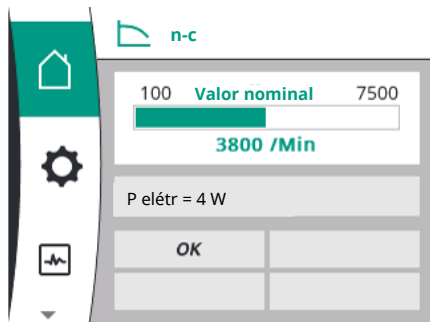 n-c
100 Valor nominal 7500
3800 /Min
P elétr = 4 W
OK